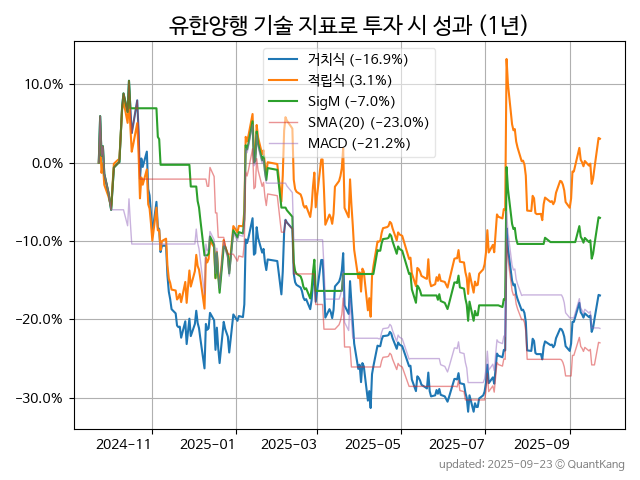 유한양행 기술 지표로 투자 시 성과 (1년)
거치식 (−16.9%)
적립식 (3.1%)
SigM (−7.0%)
SMA(20) (−23.0%)
MACD (−21.2%)
10.0%
0.0%
−10.0%
−20.0%
−30.0%
2024−11 2025−01 2025−03 2025−05 2025−07 2025−09
updated: 2025-09-23 © QuantKang